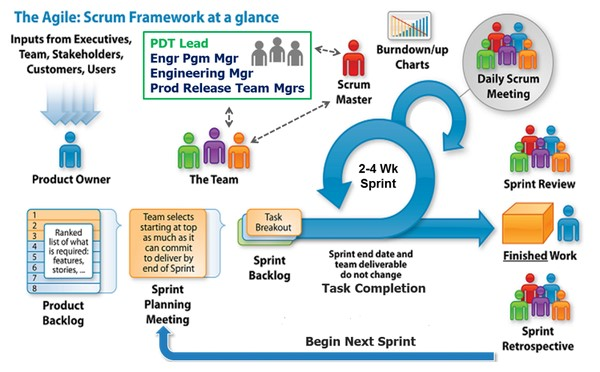 The Agile: Scrum Framework at a glance
Inputs from Executives,
Team, Stakeholders,
Customers, Users
PDT Lead
Engr Pgm Mgr
Engineering Mgr
Prod Release Team Mgrs
Scrum
Master
Burndown/up
Charts
Daily Scrum
Meeting
Product Owner
The Team
2-4 Wk
Sprint
Sprint Review
1
2
3
4
5
6
7
8
Ranked
list of what
is required:
features,
stories, ...
Product
Backlog
Team selects
starting at top
as much as it
can commit
to deliver by
end of Sprint
Sprint
Planning
Meeting
Task
Breakout
Sprint
Backlog
Sprint end date and
team deliverable
do not change
Task Completion
Finished Work
Sprint
Retrospective
Begin Next Sprint